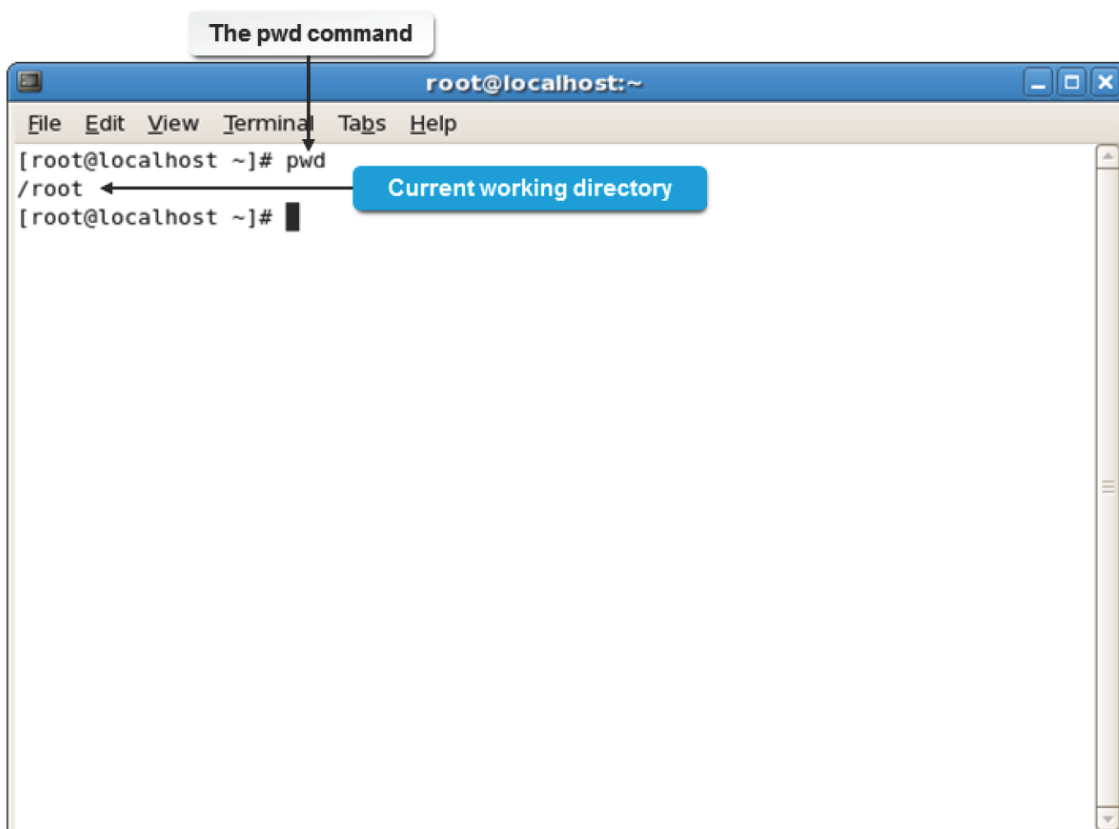 The pwd command
root@localhost:~
File Edit View Terminal Tabs Help
[root@localhost ~]# pwd
/root
Current working directory
[root@localhost ~]#